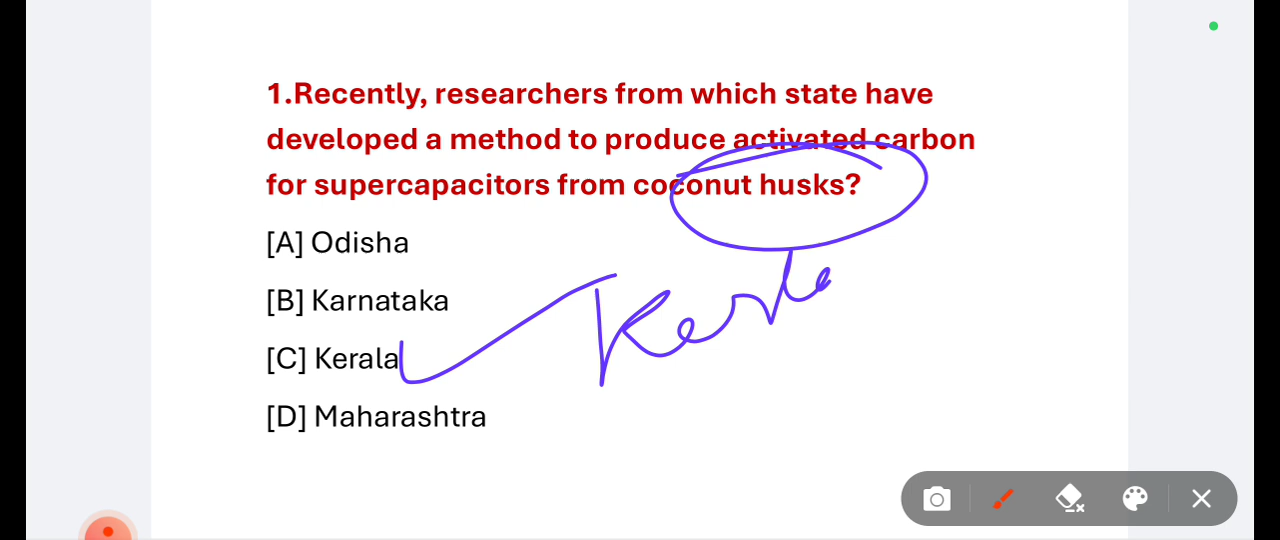 1.Recently, researchers from which state have
developed a method to produce activated carbon
for supercapacitors from coconut husks?
[A] Odisha
[B] Karnataka
[C] Kerala
[D] Maharashtra